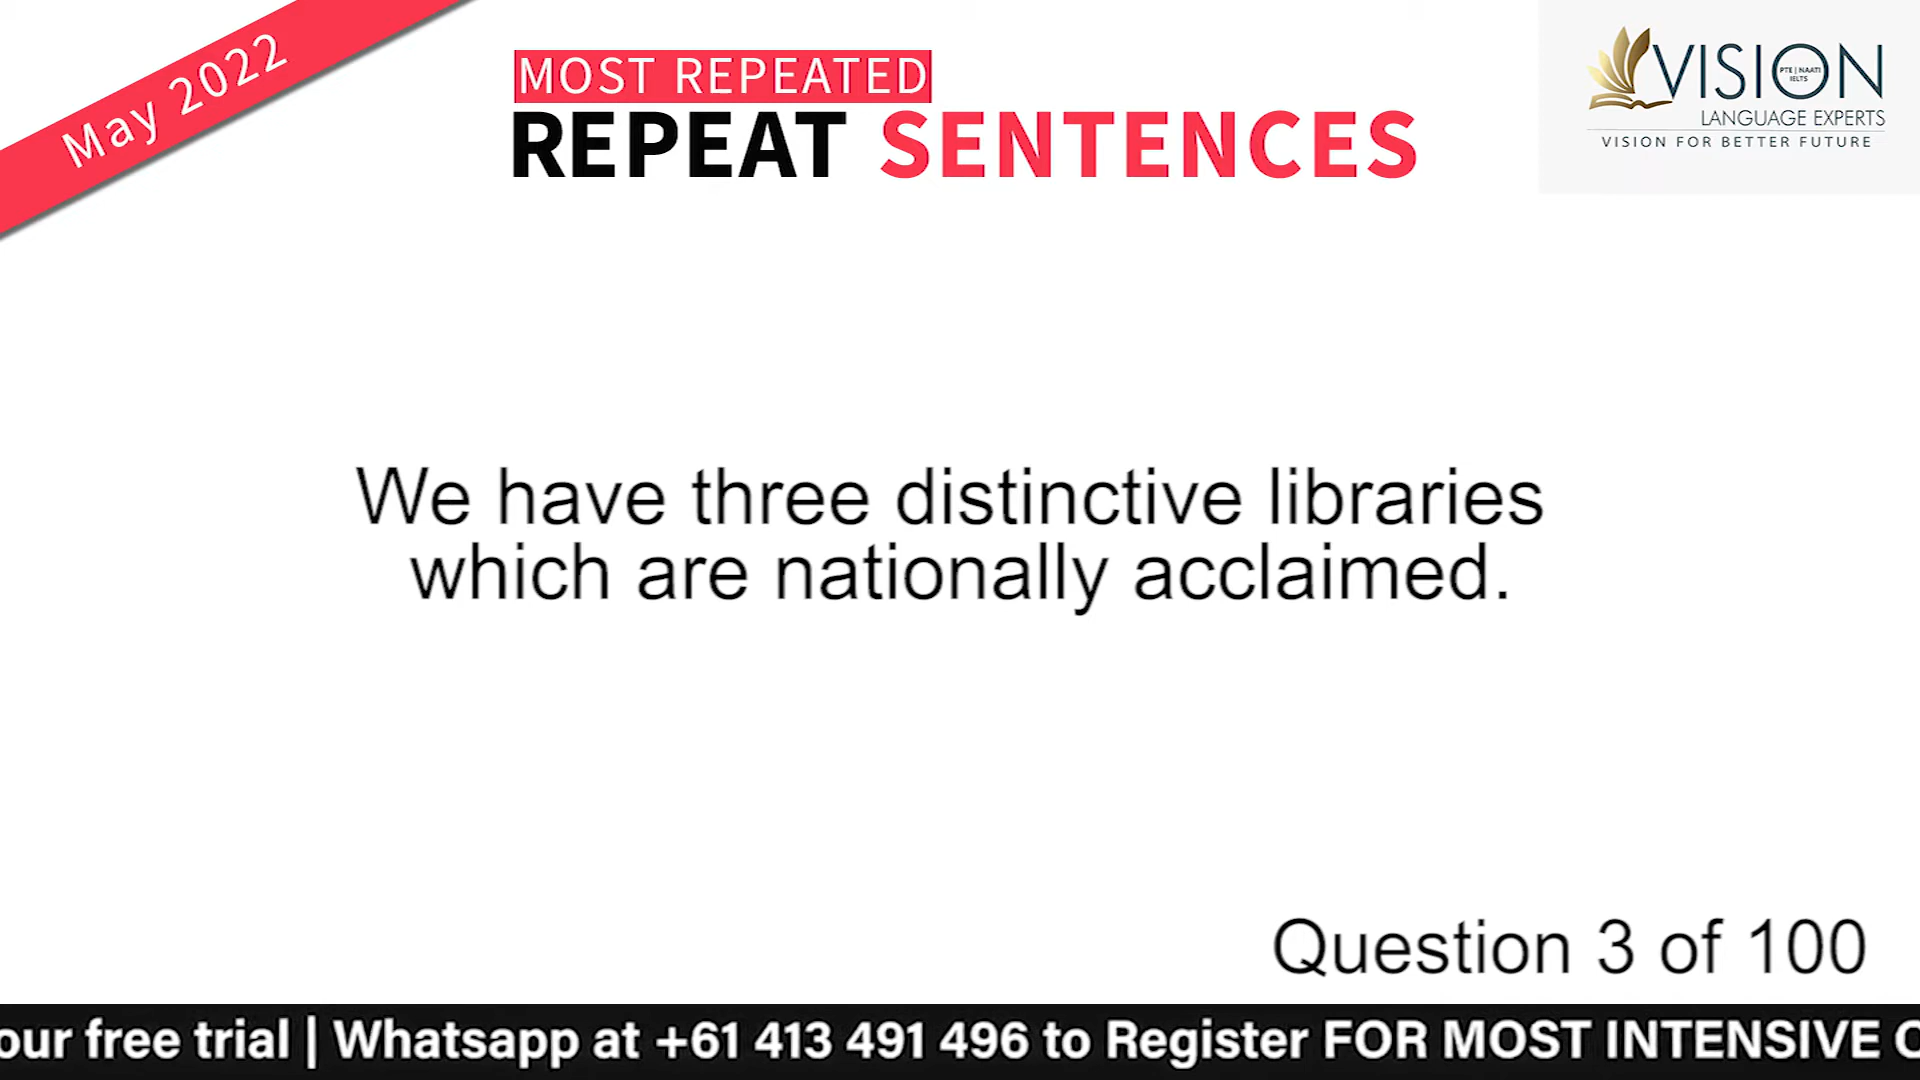 May 2022
MOST REPEATED
REPEAT SENTENCES
VISION
PTE | NAATI
IELTS
LANGUAGE EXPERTS
VISION FOR BETTER FUTURE
We have three distinctive libraries
which are nationally acclaimed.
Question 3 of 100
our free trial | Whatsapp at +61 413 491 496 to Register FOR MOST INTENSIVE